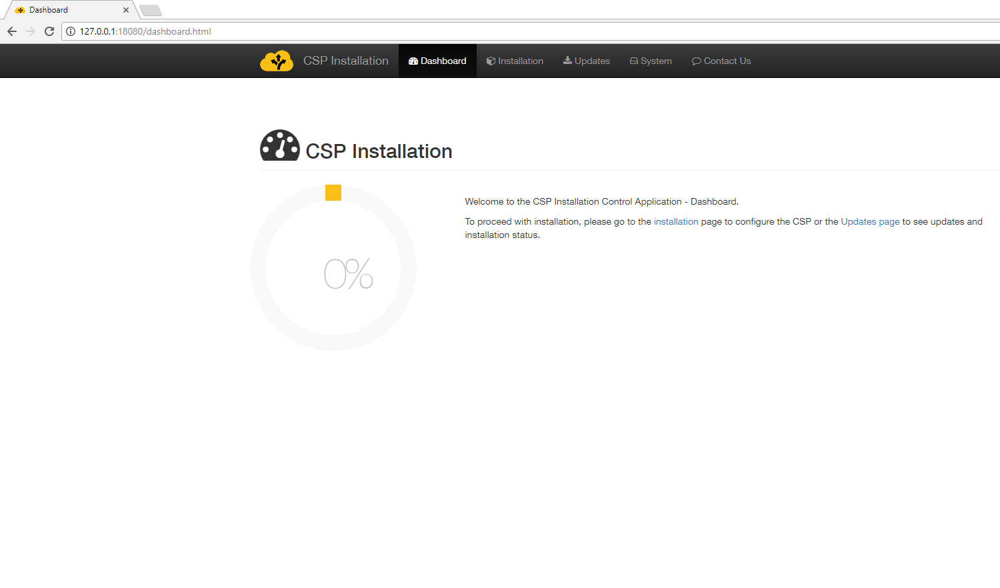 Dashboard
127.0.0.1:18080/dashboard.html
CSP Installation Dashboard Installation Updates System Contact Us
CSP Installation
0%
Welcome to the CSP Installation Control Application - Dashboard.
To proceed with installation, please go to the installation page to configure the CSP or the Updates page to see updates and
installation status.